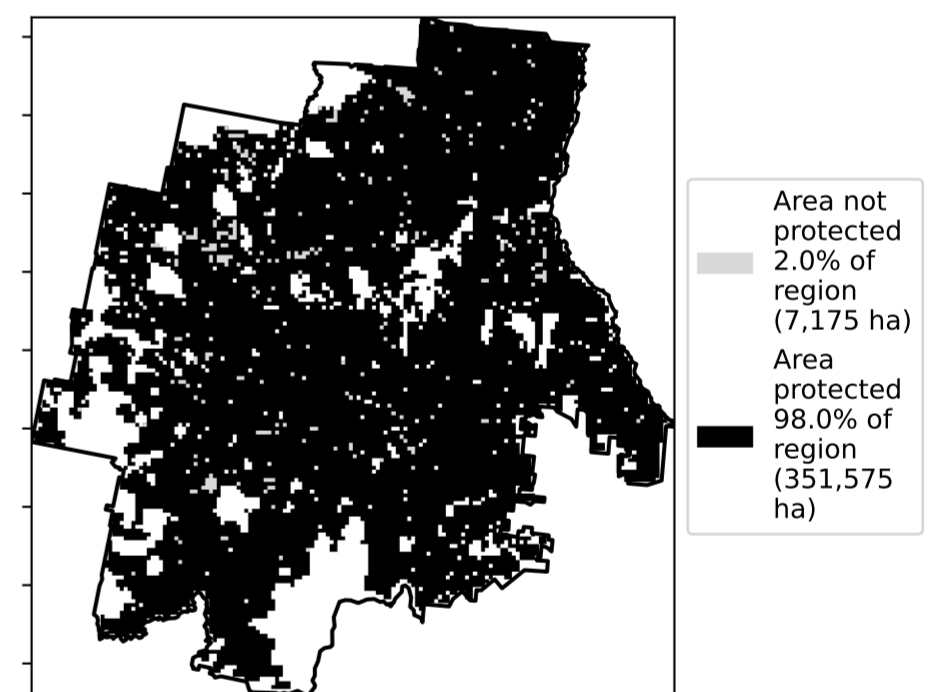 Area not
protected
2.0% of
region
(7,175 ha)
Area
protected
98.0% of
region
(351,575
ha)